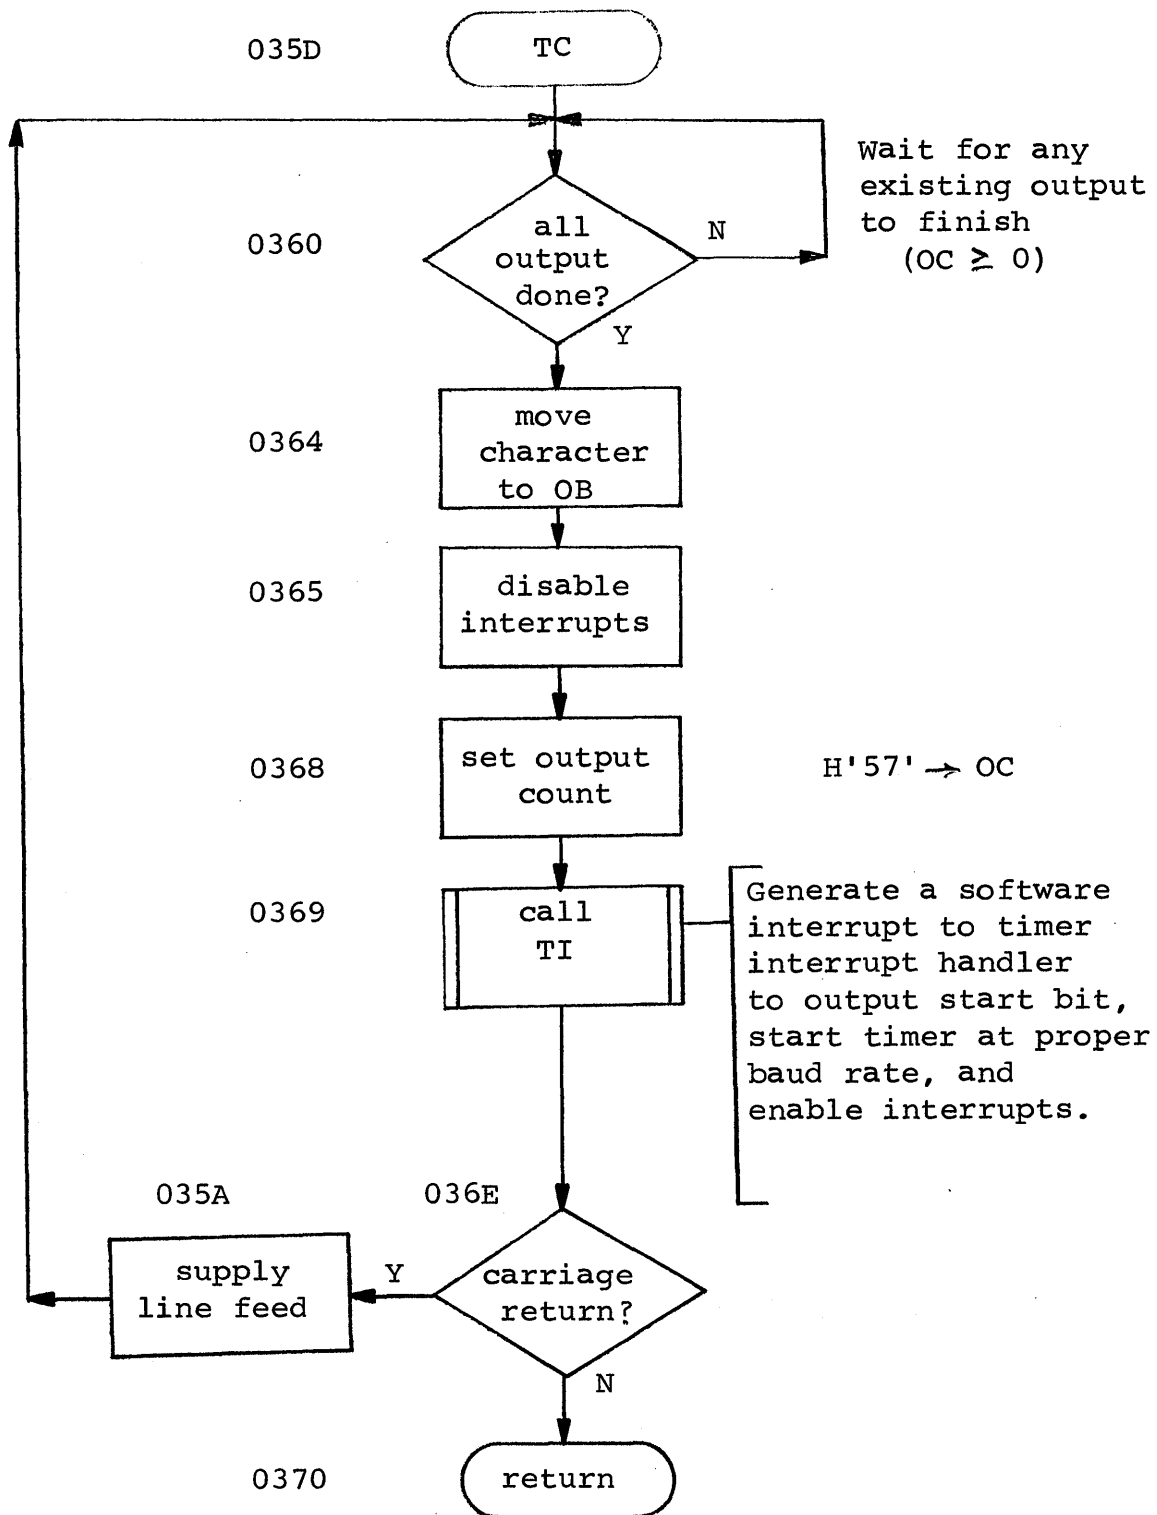 035D
TC
Wait for any
existing output
to finish
(OC ≥ 0)
0360
all
output
done?
N
Y
0364
move
character
to OB
0365
disable
interrupts
0368
set output
count
H'57' → OC
0369
call
TI
Generate a software
interrupt to timer
interrupt handler
to output start bit,
start timer at proper
baud rate, and
enable interrupts.
035A
036E
supply
line feed
Y
carriage
return?
N
0370
return